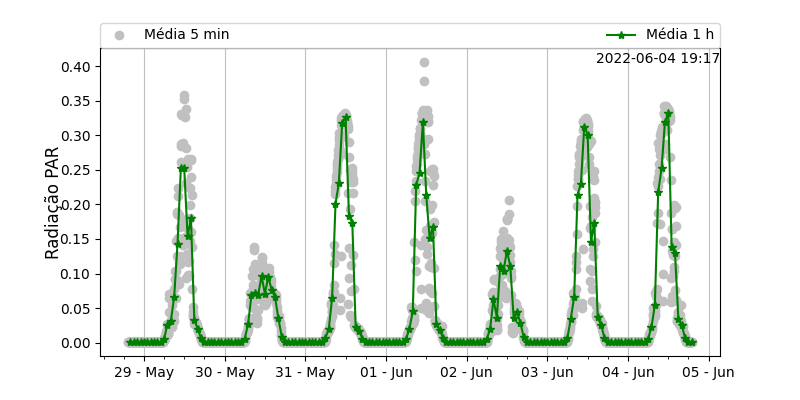 Média 5 min
Média 1 h
2022-06-04 19:17
Radiação PAR
0.40
0.35
0.30
0.25
0.20
0.15
0.10
0.05
0.00
29 - May
30 - May
31 - May
01 - Jun
02 - Jun
03 - Jun
04 - Jun
05 - Jun